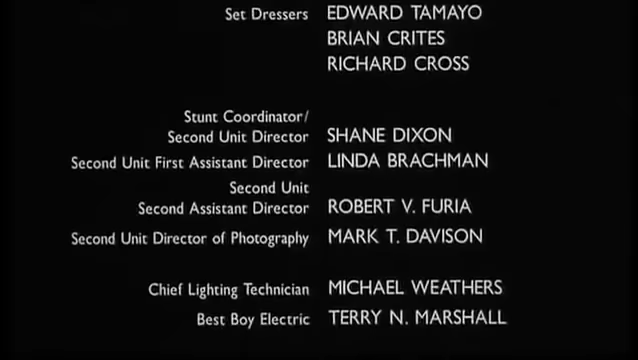 Set Dressers EDWARD TAMAYO
BRIAN CRITES
RICHARD CROSS
Stunt Coordinator/
Second Unit Director SHANE DIXON
Second Unit First Assistant Director LINDA BRACHMAN
Second Unit
Second Assistant Director ROBERT V. FURIA
Second Unit Director of Photography MARK T. DAVISON
Chief Lighting Technician MICHAEL WEATHERS
Best Boy Electric TERRY N. MARSHALL